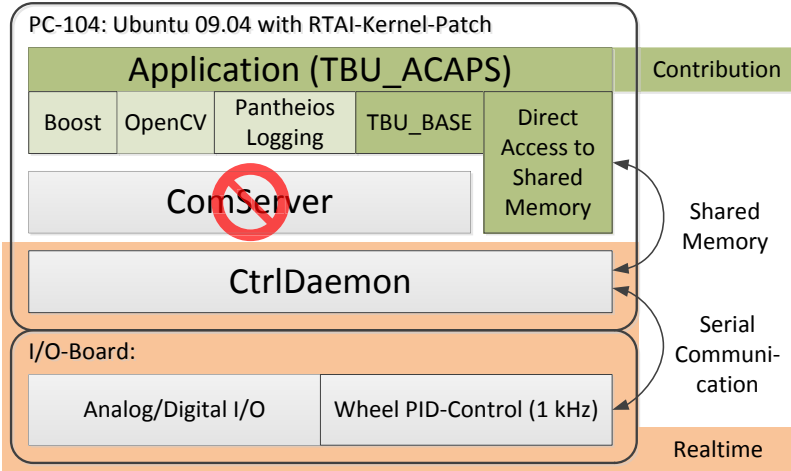 PC-104: Ubuntu 09.04 with RTAI-Kernel-Patch
Application (TBU_ACAPS)
Contribution
Boost
OpenCV
Pantheios
Logging
TBU_BASE
Direct
Access to
Shared
Memory
ComServer
Shared
Memory
CtrlDaemon
Serial
Communi-
cation
I/O-Board:
Analog/Digital I/O
Wheel PID-Control (1 kHz)
Realtime